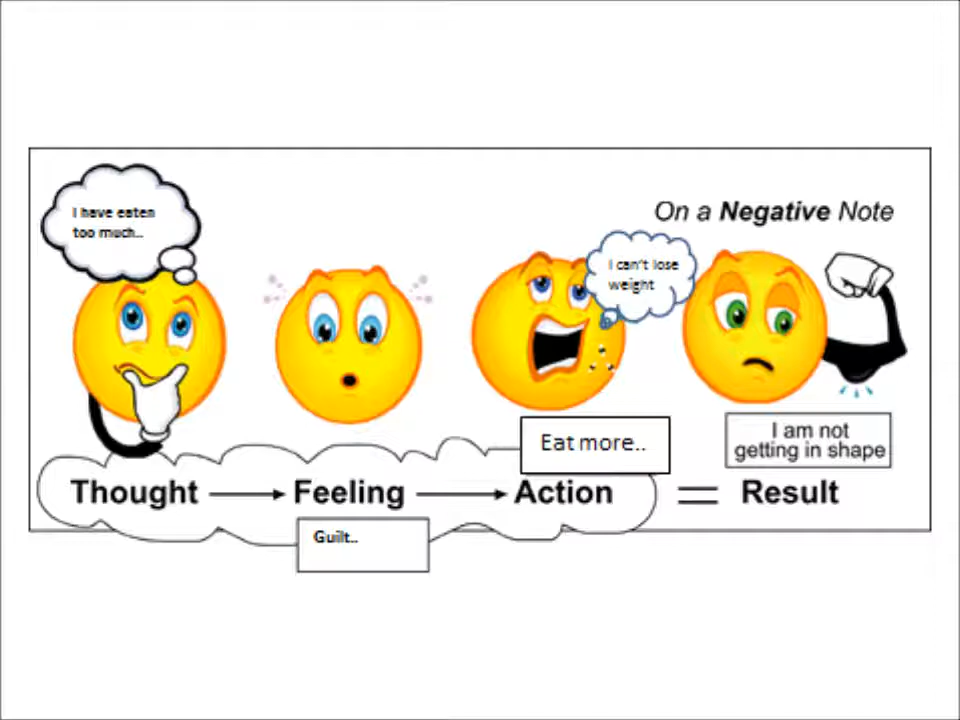 I have eaten
too much..
On a Negative Note
I can't lose
weight
Eat more..
I am not
getting in shape
Thought
Feeling
Action
=
Result
Guilt..